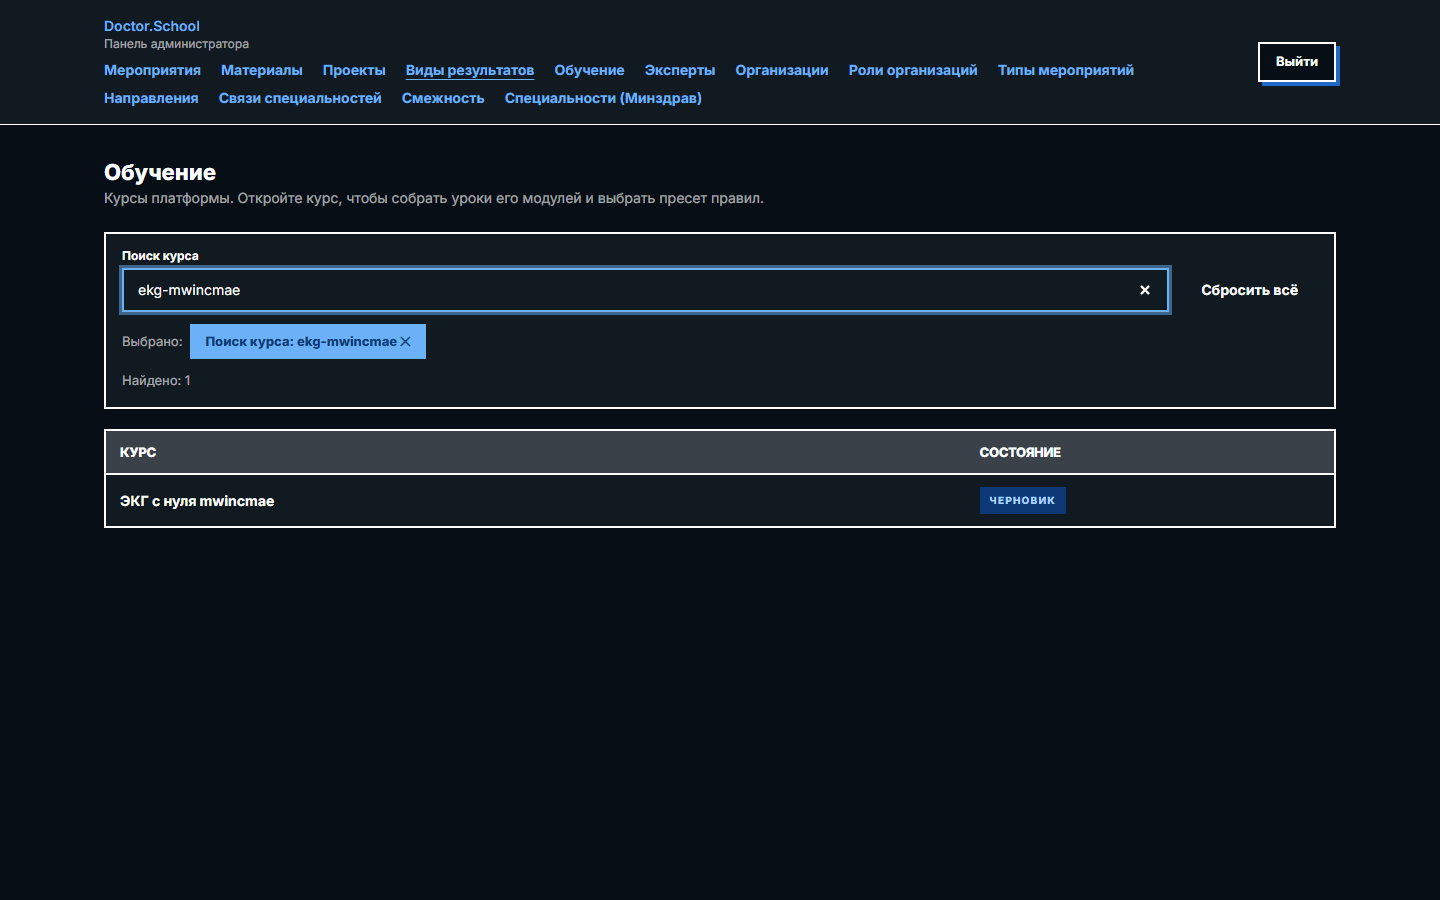 Doctor.School
Панель администратора
Мероприятия Материалы Проекты Виды результатов Обучение Эксперты Организации Роли организаций Типы мероприятий
Направления Связи специальностей Смежность Специальности (Минздрав)
Выйти
Обучение
Курсы платформы. Откройте курс, чтобы собрать уроки его модулей и выбрать пресет правил.
Поиск курса
ekg-mwincmae
Сбросить всё
Выбрано: Поиск курса: ekg-mwincmae
Найдено: 1
КУРС СОСТОЯНИЕ
ЭКГ с нуля mwincmae ЧЕРНОВИК